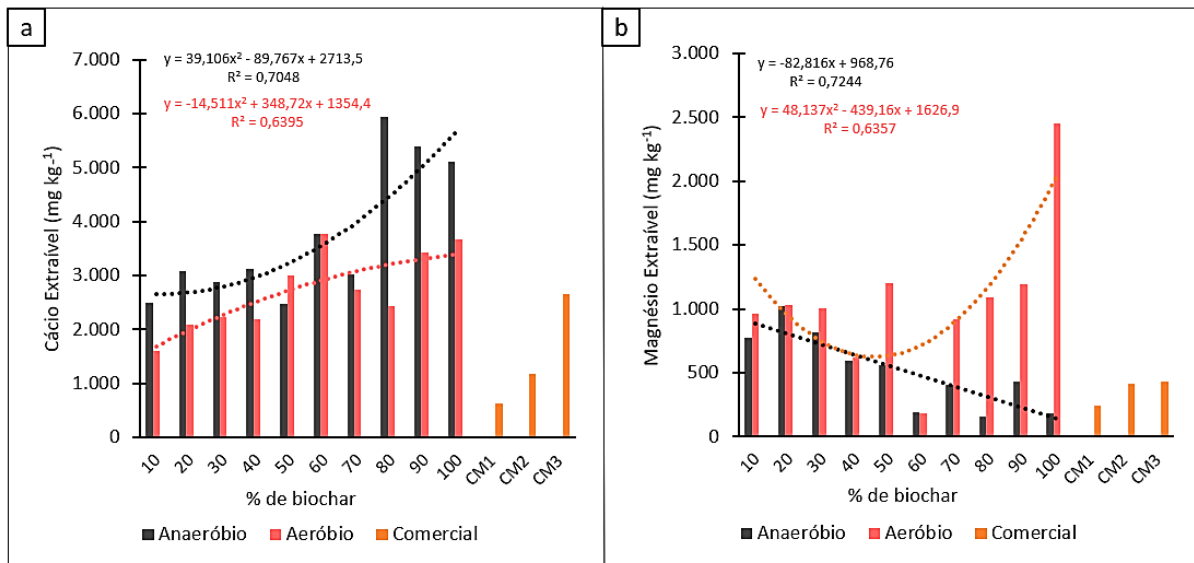 a
y = 39,106x² - 89,767x + 2713,5
R² = 0,7048
y = -14,511x² + 348,72x + 1354,4
R² = 0,6395
Cácio Extraível (mg kg⁻¹)
7.000
6.000
5.000
4.000
3.000
2.000
1.000
0
10 20 30 40 50 60 70 80 90 100 CM1 CM2 CM3
% de biochar
Anaeróbio Aeróbio Comercial
b
y = -82,816x + 968,76
R² = 0,7244
y = 48,137x² - 439,16x + 1626,9
R² = 0,6357
Magnésio Extraível (mg kg⁻¹)
3.000
2.500
2.000
1.500
1.000
500
0
10 20 30 40 50 60 70 80 90 100 CM1 CM2 CM3
% de biochar
Anaeróbio Aeróbio Comercial